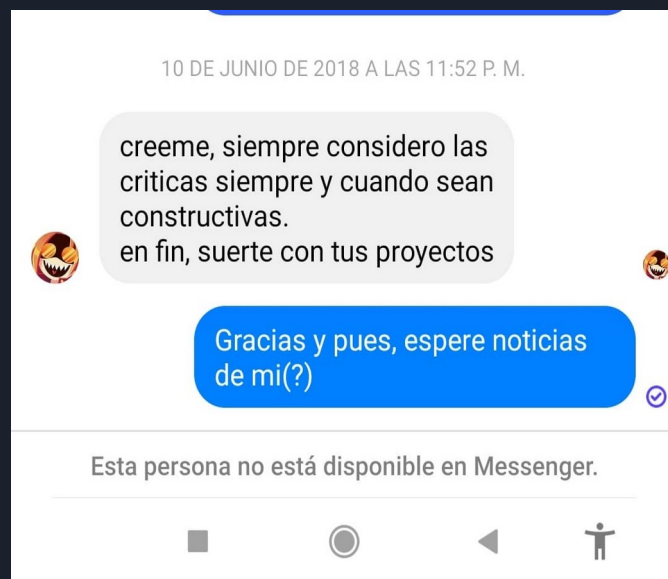 10 DE JUNIO DE 2018 A LAS 11:52 P. M.
creeme, siempre considero las
criticas siempre y cuando sean
constructivas.
en fin, suerte con tus proyectos
Gracias y pues, espere noticias
de mi(?)
Esta persona no está disponible en Messenger.